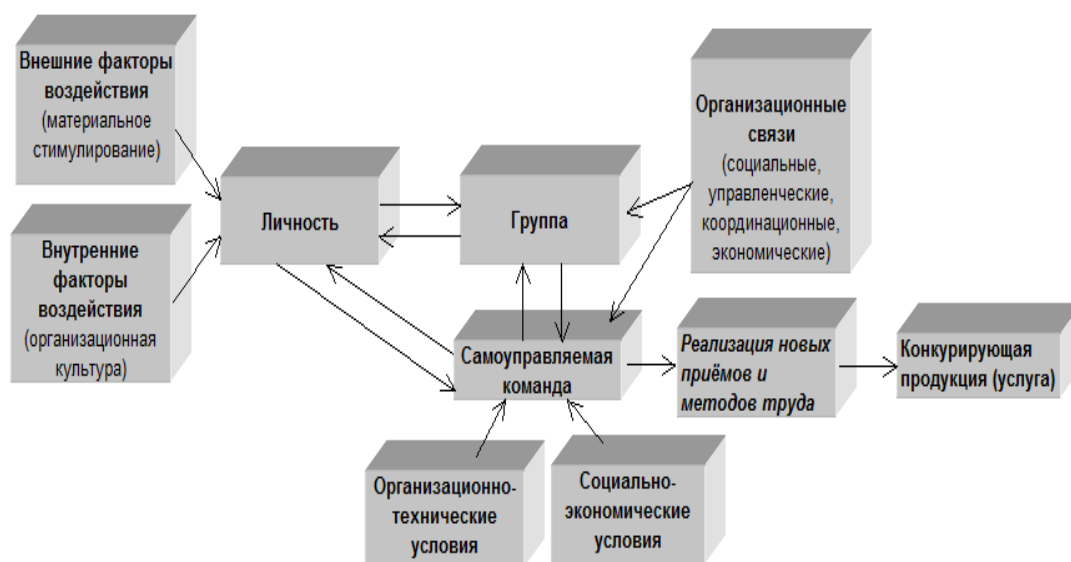 Внешние факторы
воздействия
(материальное
стимулирование)
Организационные
связи
(социальные,
управленческие,
координационные,
экономические)
Личность
Группа
Внутренние
факторы
воздействия
(организационная
культура)
Самоуправляемая
команда
Реализация новых
приёмов и
методов труда
Конкурирующая
продукция (услуга)
Организационно-
технические
условия
Социально-
экономические
условия